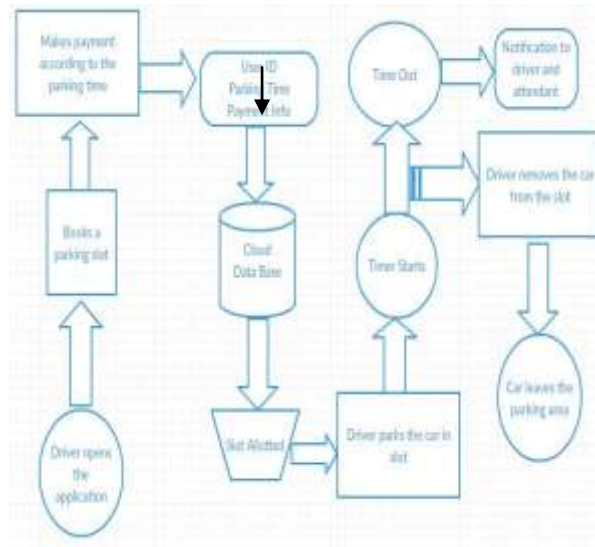 Makes payment
according to the
parking time
User ID
Parking Time
Payment Info
Time Out
Notification to
driver and
attendant
Books a
parking slot
Cloud
Data Base
Timer Starts
Driver removes the car
from the slot
Driver opens
the
application
Slot Allotted
Driver parks the car in
slot
Car leaves the
parking area